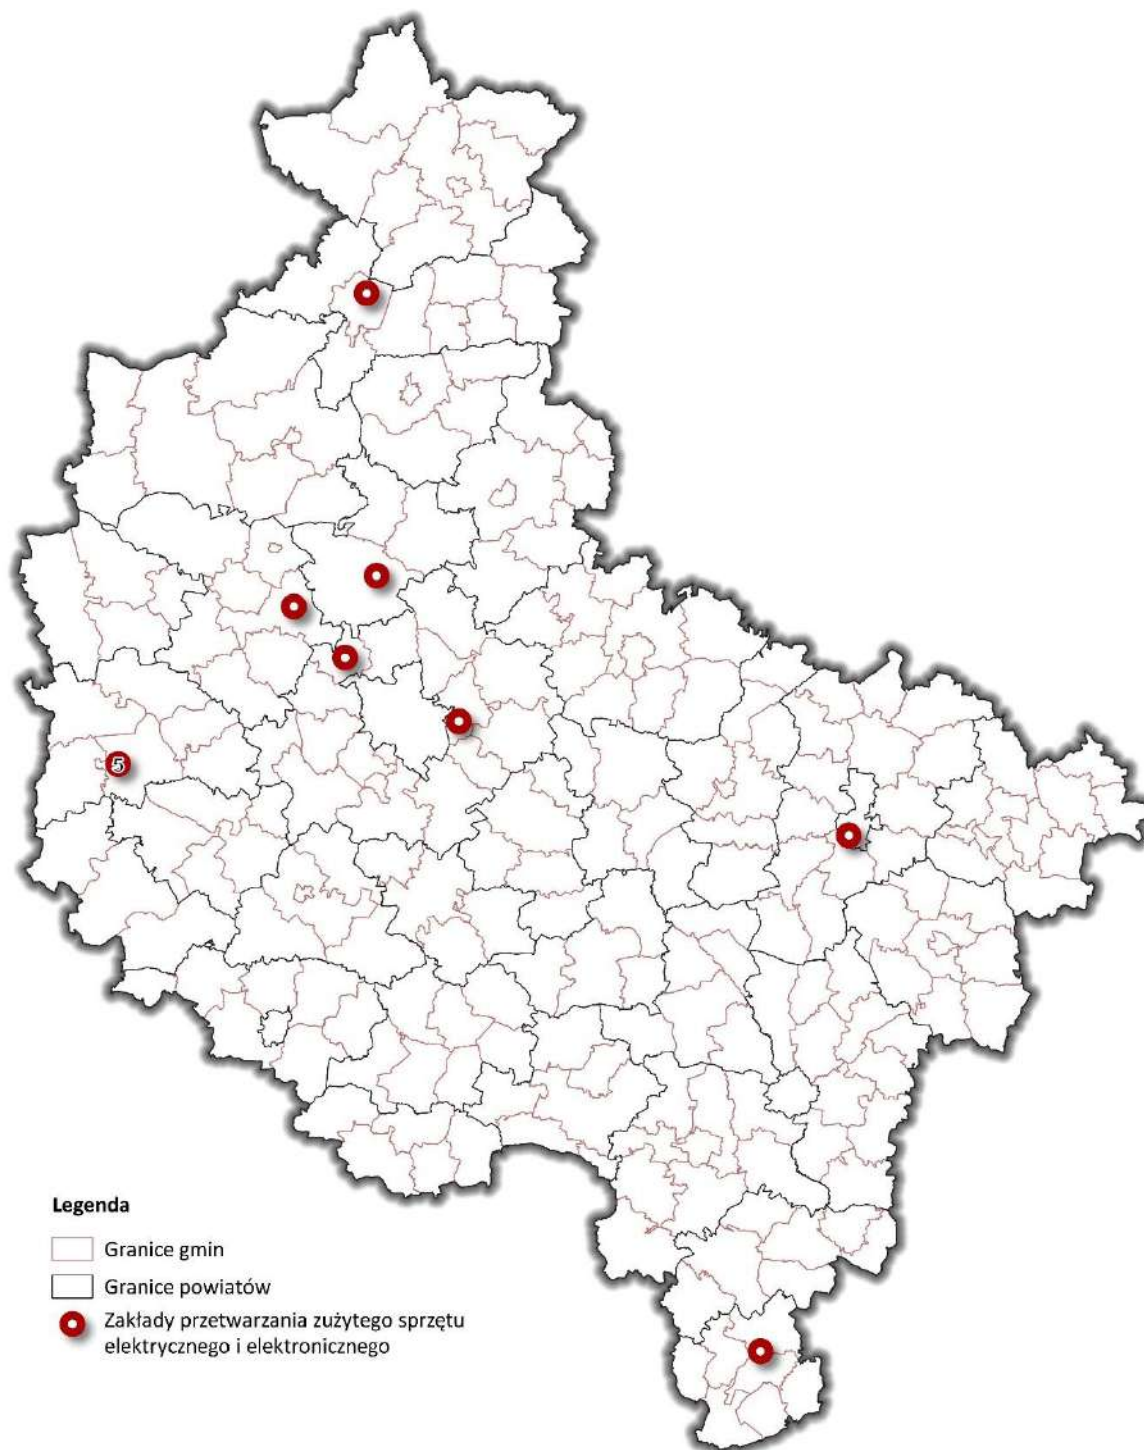 5
Legenda
Granice gmin
Granice powiatów
Zakłady przetwarzania zużytego sprzętu
elektrycznego i elektronicznego